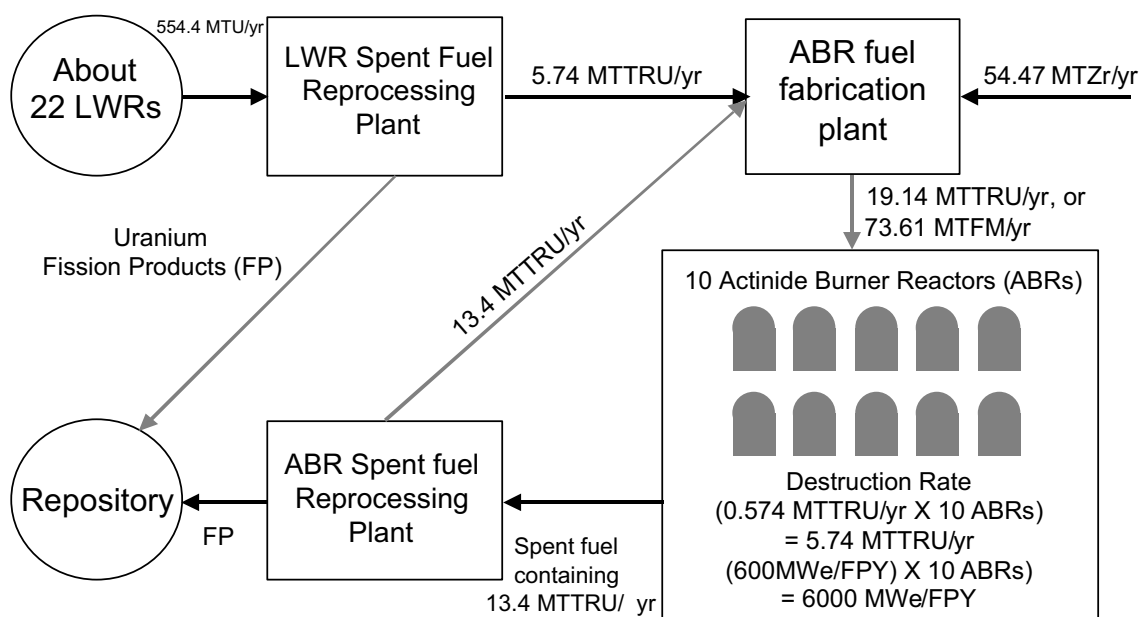 554.4 MTU/yr
About
22 LWRs
LWR Spent Fuel
Reprocessing
Plant
5.74 MTTRU/yr
ABR fuel
fabrication
plant
54.47 MTZr/yr
19.14 MTTRU/yr, or
73.61 MTFM/yr
Uranium
Fission Products (FP)
13.4 MTTRU/yr
10 Actinide Burner Reactors (ABRs)
Destruction Rate
(0.574 MTTRU/yr X 10 ABRs)
= 5.74 MTTRU/yr
(600MWe/FPY) X 10 ABRs)
= 6000 MWe/FPY
Repository
FP
ABR Spent fuel
Reprocessing
Plant
Spent fuel
containing
13.4 MTTRU/ yr